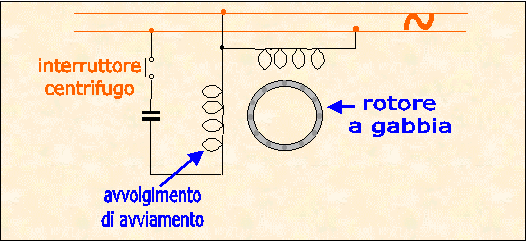 interruttore
centrifugo
rotore
a gabbia
avvolgimento
di avviamento